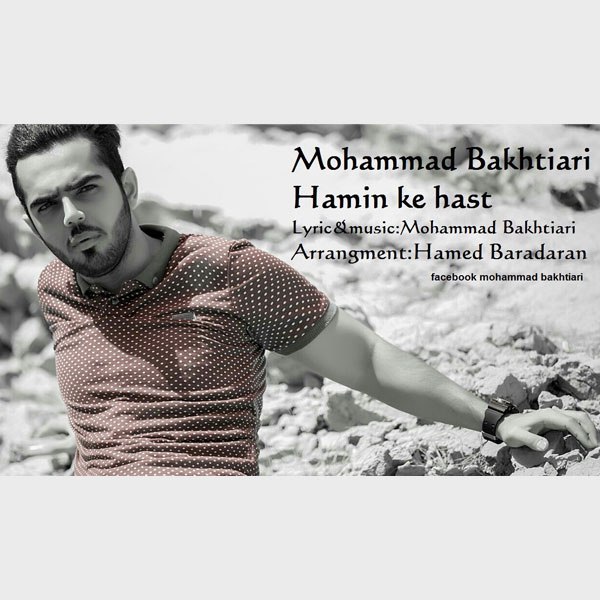 Mohammad Bakhtiari
Hamin ke hast
Lyric&music:Mohammad Bakhtiari
Arrangment:Hamed Baradaran
facebook mohammad bakhtiari